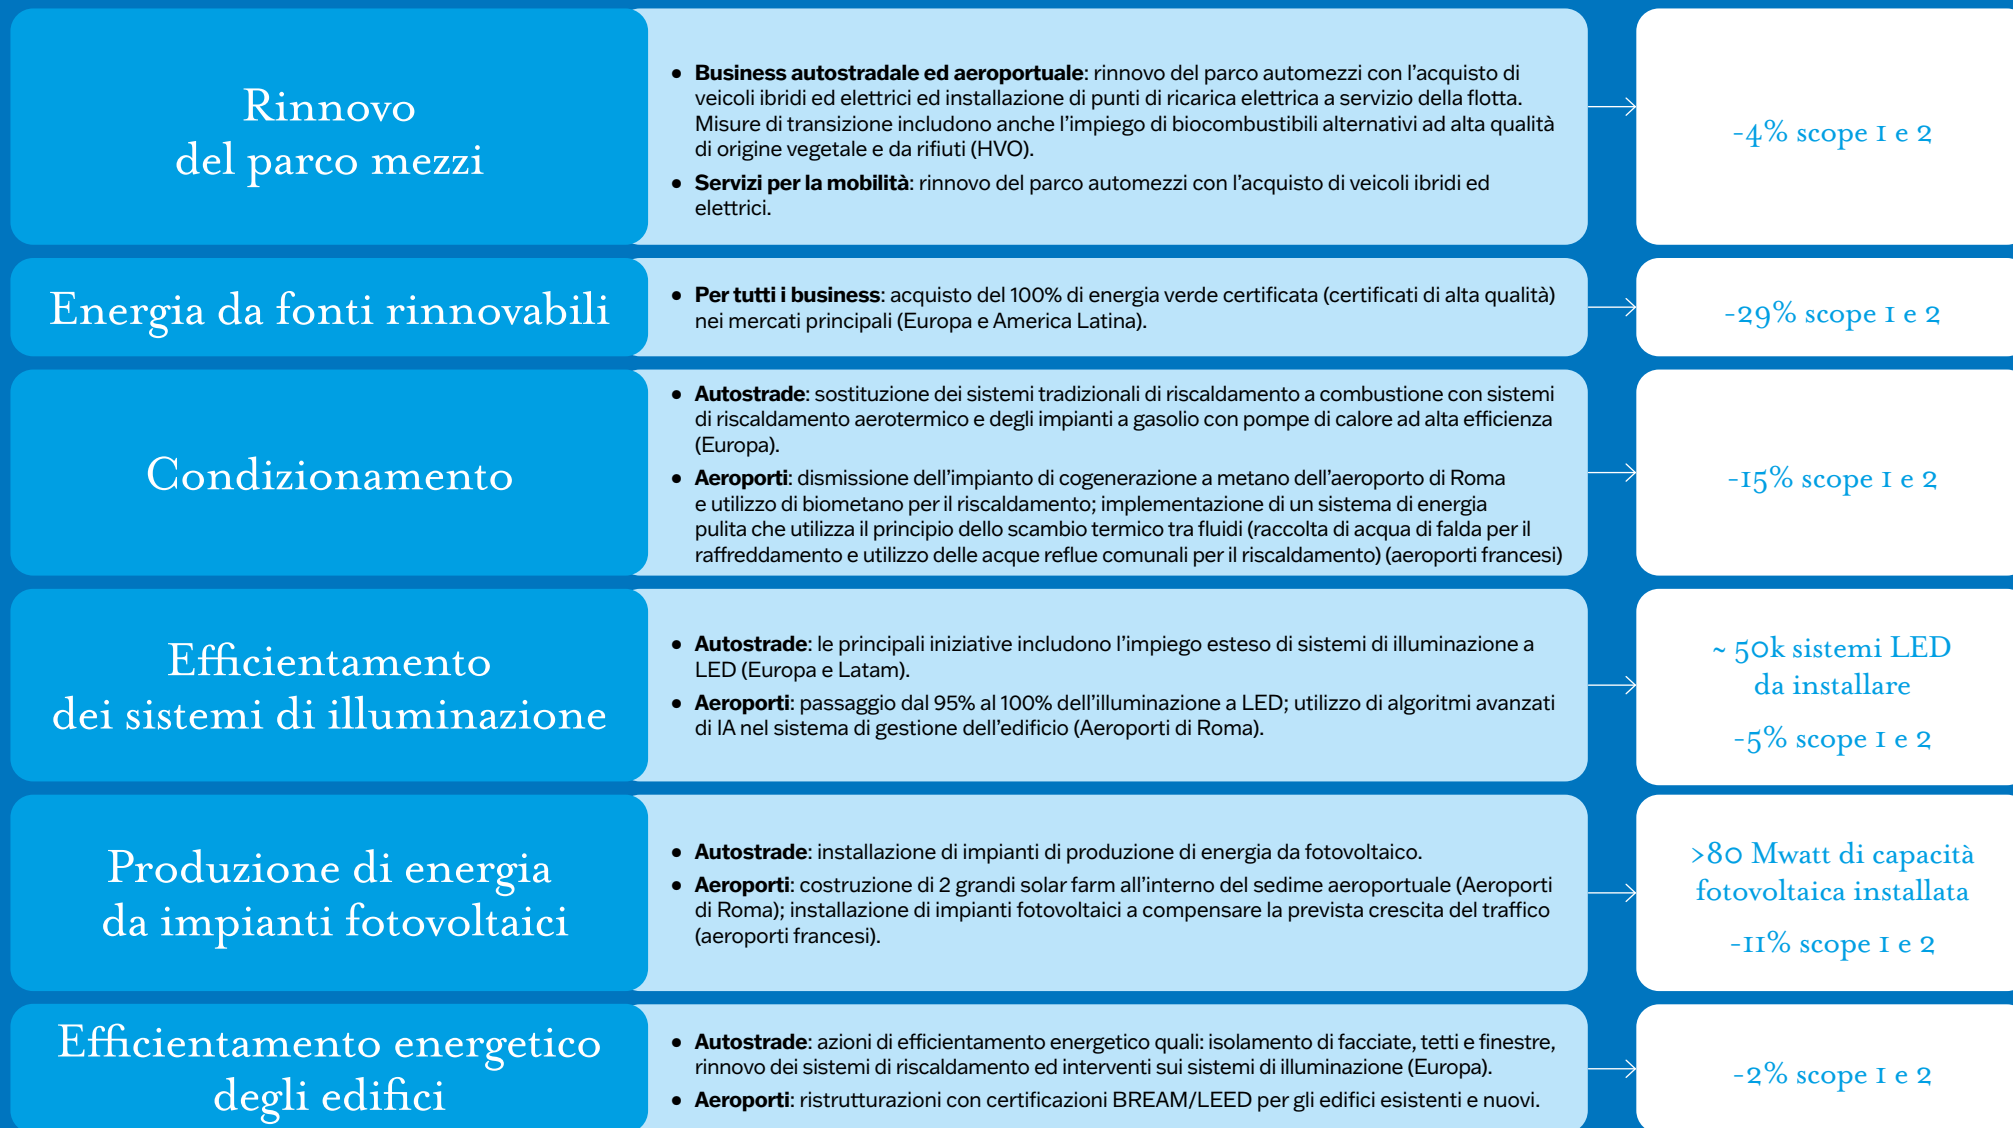 Rinnovo
del parco mezzi
• Business autostradale ed aeroportuale: rinnovo del parco automezzi con l'acquisto di
veicoli ibridi ed elettrici ed installazione di punti di ricarica elettrica a servizio della flotta.
Misure di transizione includono anche l'impiego di biocombustibili alternativi ad alta qualità
di origine vegetale e da rifiuti (HVO).
• Servizi per la mobilità: rinnovo del parco automezzi con l'acquisto di veicoli ibridi ed
elettrici.
-4% scope 1 e 2
Energia da fonti rinnovabili
• Per tutti i business: acquisto del 100% di energia verde certificata (certificati di alta qualità)
nei mercati principali (Europa e America Latina).
-29% scope 1 e 2
Condizionamento
• Autostrade: sostituzione dei sistemi tradizionali di riscaldamento a combustione con sistemi
di riscaldamento aerotermico e degli impianti a gasolio con pompe di calore ad alta efficienza
(Europa).
• Aeroporti: dismissione dell'impianto di cogenerazione a metano dell'aeroporto di Roma
e utilizzo di biometano per il riscaldamento; implementazione di un sistema di energia
pulita che utilizza il principio dello scambio termico tra fluidi (raccolta di acqua di falda per il
raffreddamento e utilizzo delle acque reflue comunali per il riscaldamento) (aeroporti francesi)
-15% scope 1 e 2
Efficientamento
dei sistemi di illuminazione
• Autostrade: le principali iniziative includono l'impiego esteso di sistemi di illuminazione a
LED (Europa e Latam).
• Aeroporti: passaggio dal 95% al 100% dell'illuminazione a LED; utilizzo di algoritmi avanzati
di IA nel sistema di gestione dell'edificio (Aeroporti di Roma).
~ 50k sistemi LED
da installare
-5% scope 1 e 2
Produzione di energia
da impianti fotovoltaici
• Autostrade: installazione di impianti di produzione di energia da fotovoltaico.
• Aeroporti: costruzione di 2 grandi solar farm all'interno del sedime aeroportuale (Aeroporti
di Roma); installazione di impianti fotovoltaici a compensare la prevista crescita del traffico
(aeroporti francesi).
>80 Mwatt di capacità
fotovoltaica installata
-11% scope 1 e 2
Efficientamento energetico
degli edifici
• Autostrade: azioni di efficientamento energetico quali: isolamento di facciate, tetti e finestre,
rinnovo dei sistemi di riscaldamento ed interventi sui sistemi di illuminazione (Europa).
• Aeroporti: ristrutturazioni con certificazioni BREAM/LEED per gli edifici esistenti e nuovi.
-2% scope 1 e 2